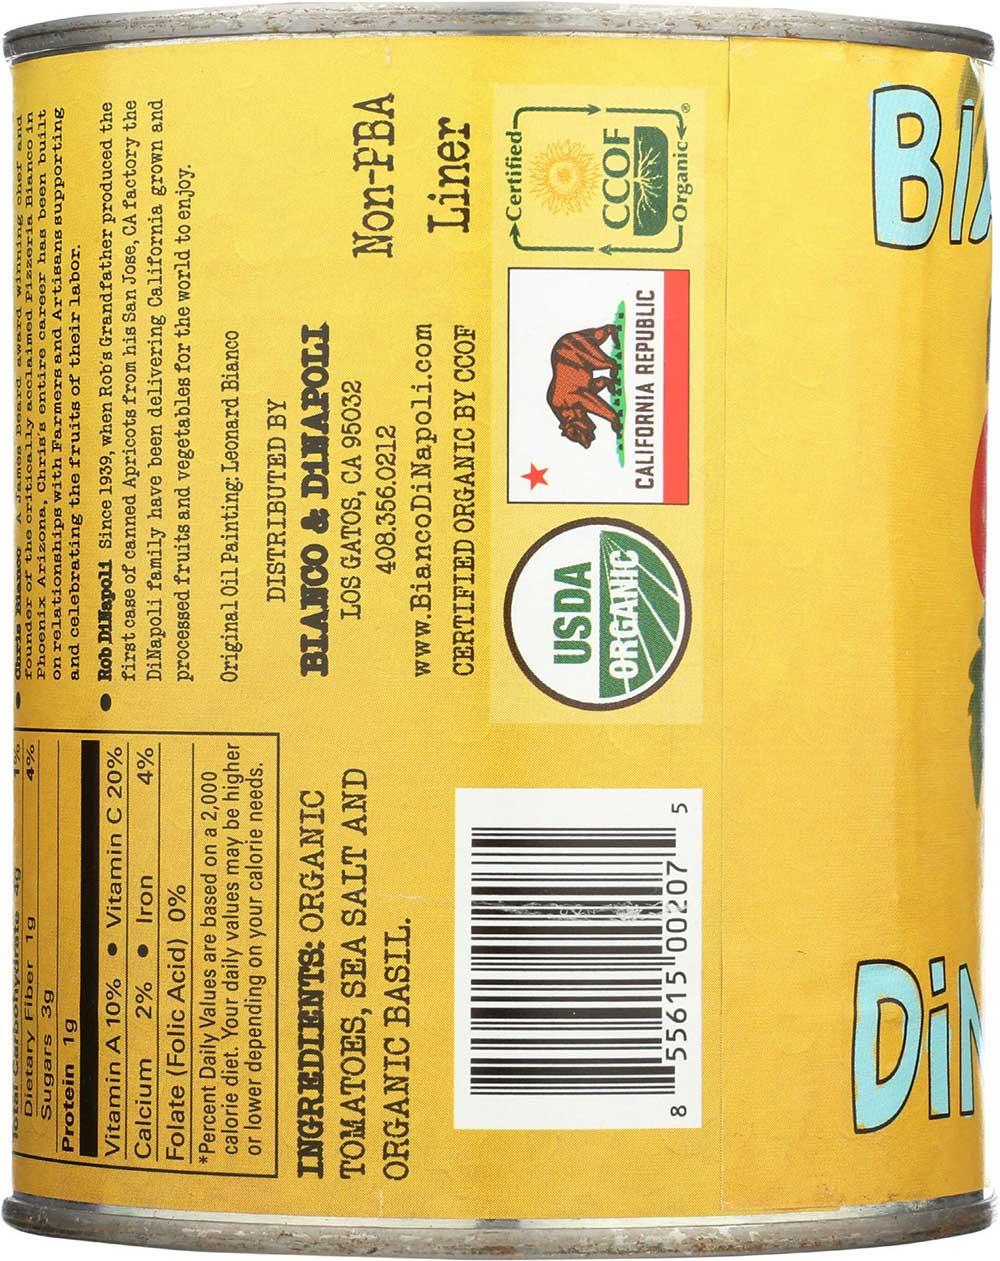 Total Carbohydrate 4g 1%
Dietary Fiber 1g 4%
Sugars 3g
Protein 1g
Vitamin A 10% • Vitamin C 20%
Calcium 2% • Iron 4%
Folate (Folic Acid) 0%
*Percent Daily Values are based on a 2,000
calorie diet. Your daily values may be higher
or lower depending on your calorie needs.
INGREDIENTS: ORGANIC
TOMATOES, SEA SALT AND
ORGANIC BASIL.
8 55615 00207 5
• Chris Bianco A James Beard award winning chef and
founder of the critically acclaimed Pizzeria Bianco in
Phoenix Arizona, Chris's entire career has been built
on relationships with Farmers and Artisans supporting
and celebrating the fruits of their labor.
• Rob DiNapoli Since 1939, when Rob's Grandfather produced the
first case of canned Apricots from his San Jose, CA factory the
DiNapoli family have been delivering California grown and
processed fruits and vegetables for the world to enjoy.
Original Oil Painting: Leonard Bianco
DISTRIBUTED BY
BIANCO & DiNAPOLI
LOS GATOS, CA 95032
408.356.0212
www.BiancoDiNapoli.com
CERTIFIED ORGANIC BY CCOF
Non-PBA
Liner
USDA
ORGANIC
CALIFORNIA REPUBLIC
Certified
CCOF
Organic®
DiN
BIA